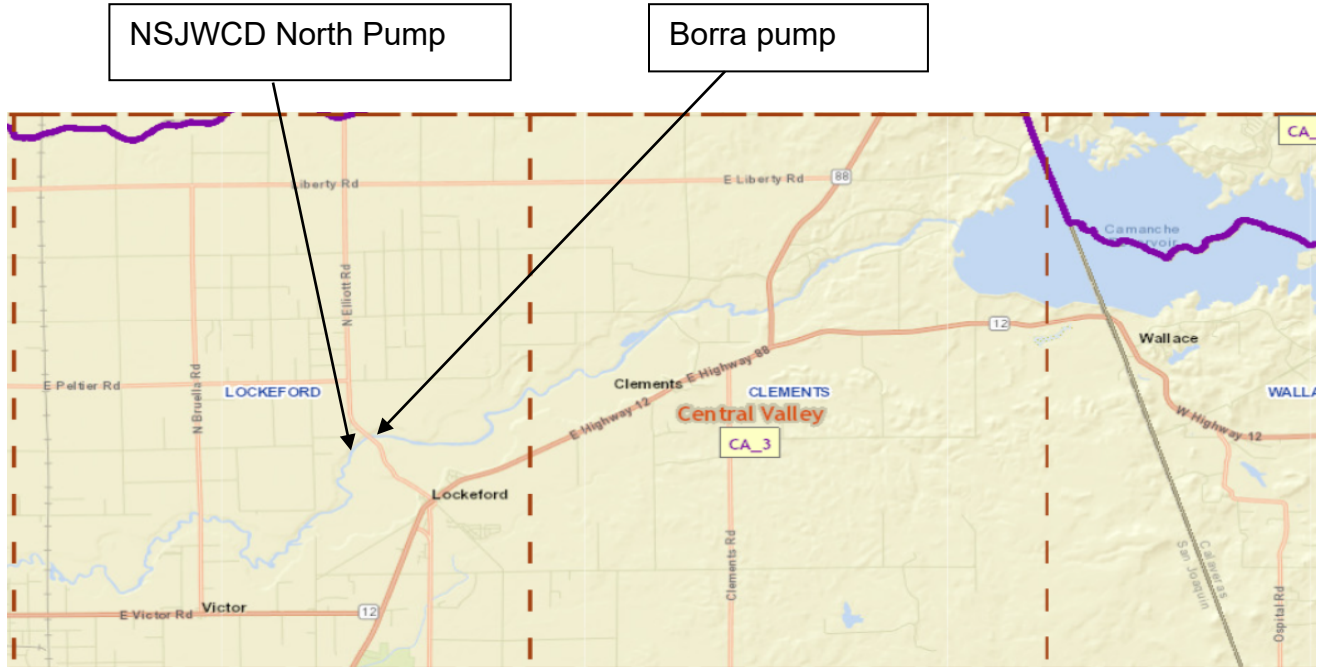 NSJWCD North Pump
Borra pump
CA_
Liberty Rd
E Liberty Rd
88
N Elliott Rd
Camanche
Reservoir
12
Wallace
E Peltier Rd
LOCKEFORD
N Bruella Rd
Clements
E Highway 88
CLEMENTS
WALLA
Central Valley
E Highway 12
W Highway 12
CA_3
Lockeford
Clements Rd
Calaveras
San Joaquin
Ospital Rd
E Victor Rd
Victor
12